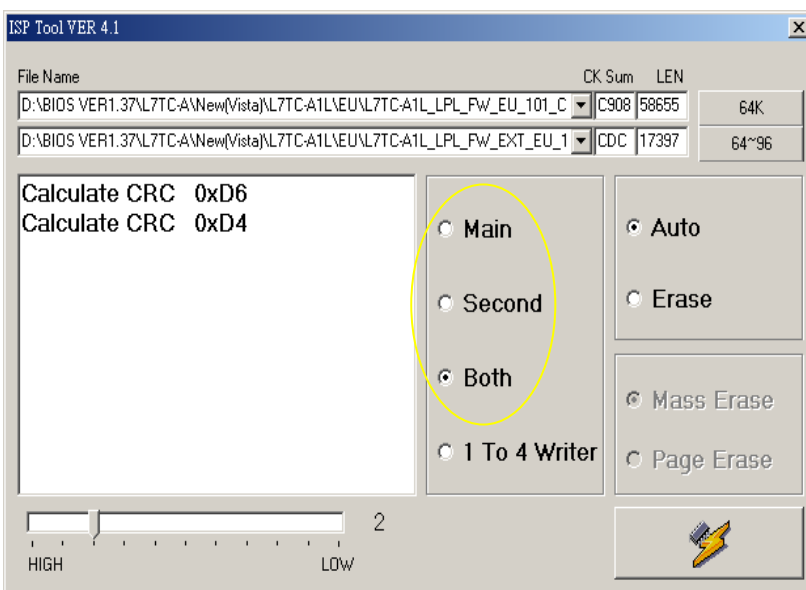 ISP Tool VER 4.1
File Name CK Sum LEN
D:\BIOS VER1.37\L7TC-A\New(Vista)\L7TC-A1L\EU\L7TC-A1L_LPL_FW_EU_101_C C908 58655 64K
D:\BIOS VER1.37\L7TC-A\New(Vista)\L7TC-A1L\EU\L7TC-A1L_LPL_FW_EXT_EU_1 CDC 17397 64~96
Calculate CRC 0xD6
Calculate CRC 0xD4
Main
Second
Both
1 To 4 Writer
Auto
Erase
Mass Erase
Page Erase
2
HIGH LOW